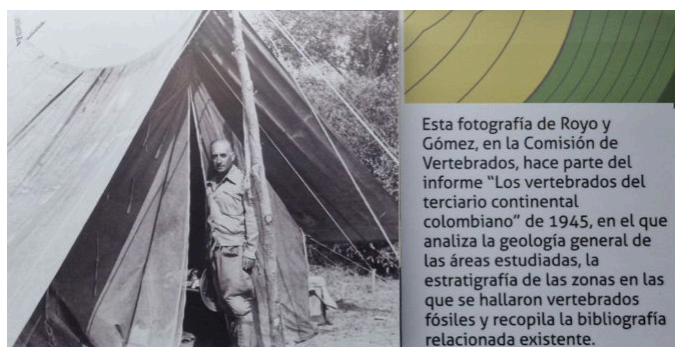 Esta fotografía de Royo y
Gómez, en la Comisión de
Vertebrados, hace parte del
informe “Los vertebrados del
terciario continental
colombiano” de 1945, en el que
analiza la geología general de
las áreas estudiadas, la
estratigrafía de las zonas en las
que se hallaron vertebrados
fósiles y recopila la bibliografía
relacionada existente.